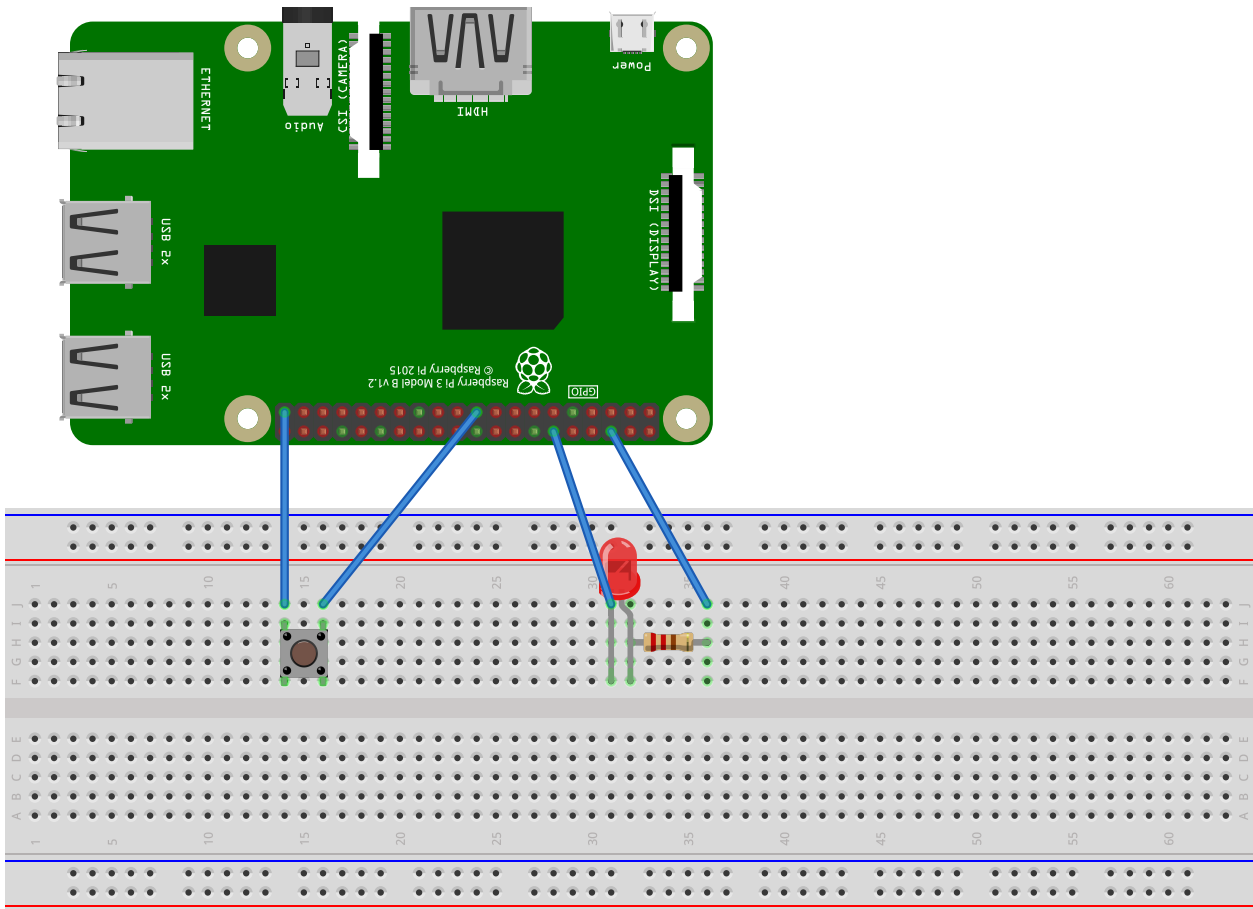 Power
HDMI
Audio
CSI (CAMERA)
ETHERNET
DSI (DISPLAY)
USB 2x
USB 2x
© Raspberry Pi 2015
Raspberry Pi 3 Model B v1.2
GPIO
1 5 10 15 20 25 30 35 40 45 50 55 60
J J
I I
H H
G G
F F
E E
D D
C C
B B
A A
1 5 10 15 20 25 30 35 40 45 50 55 60